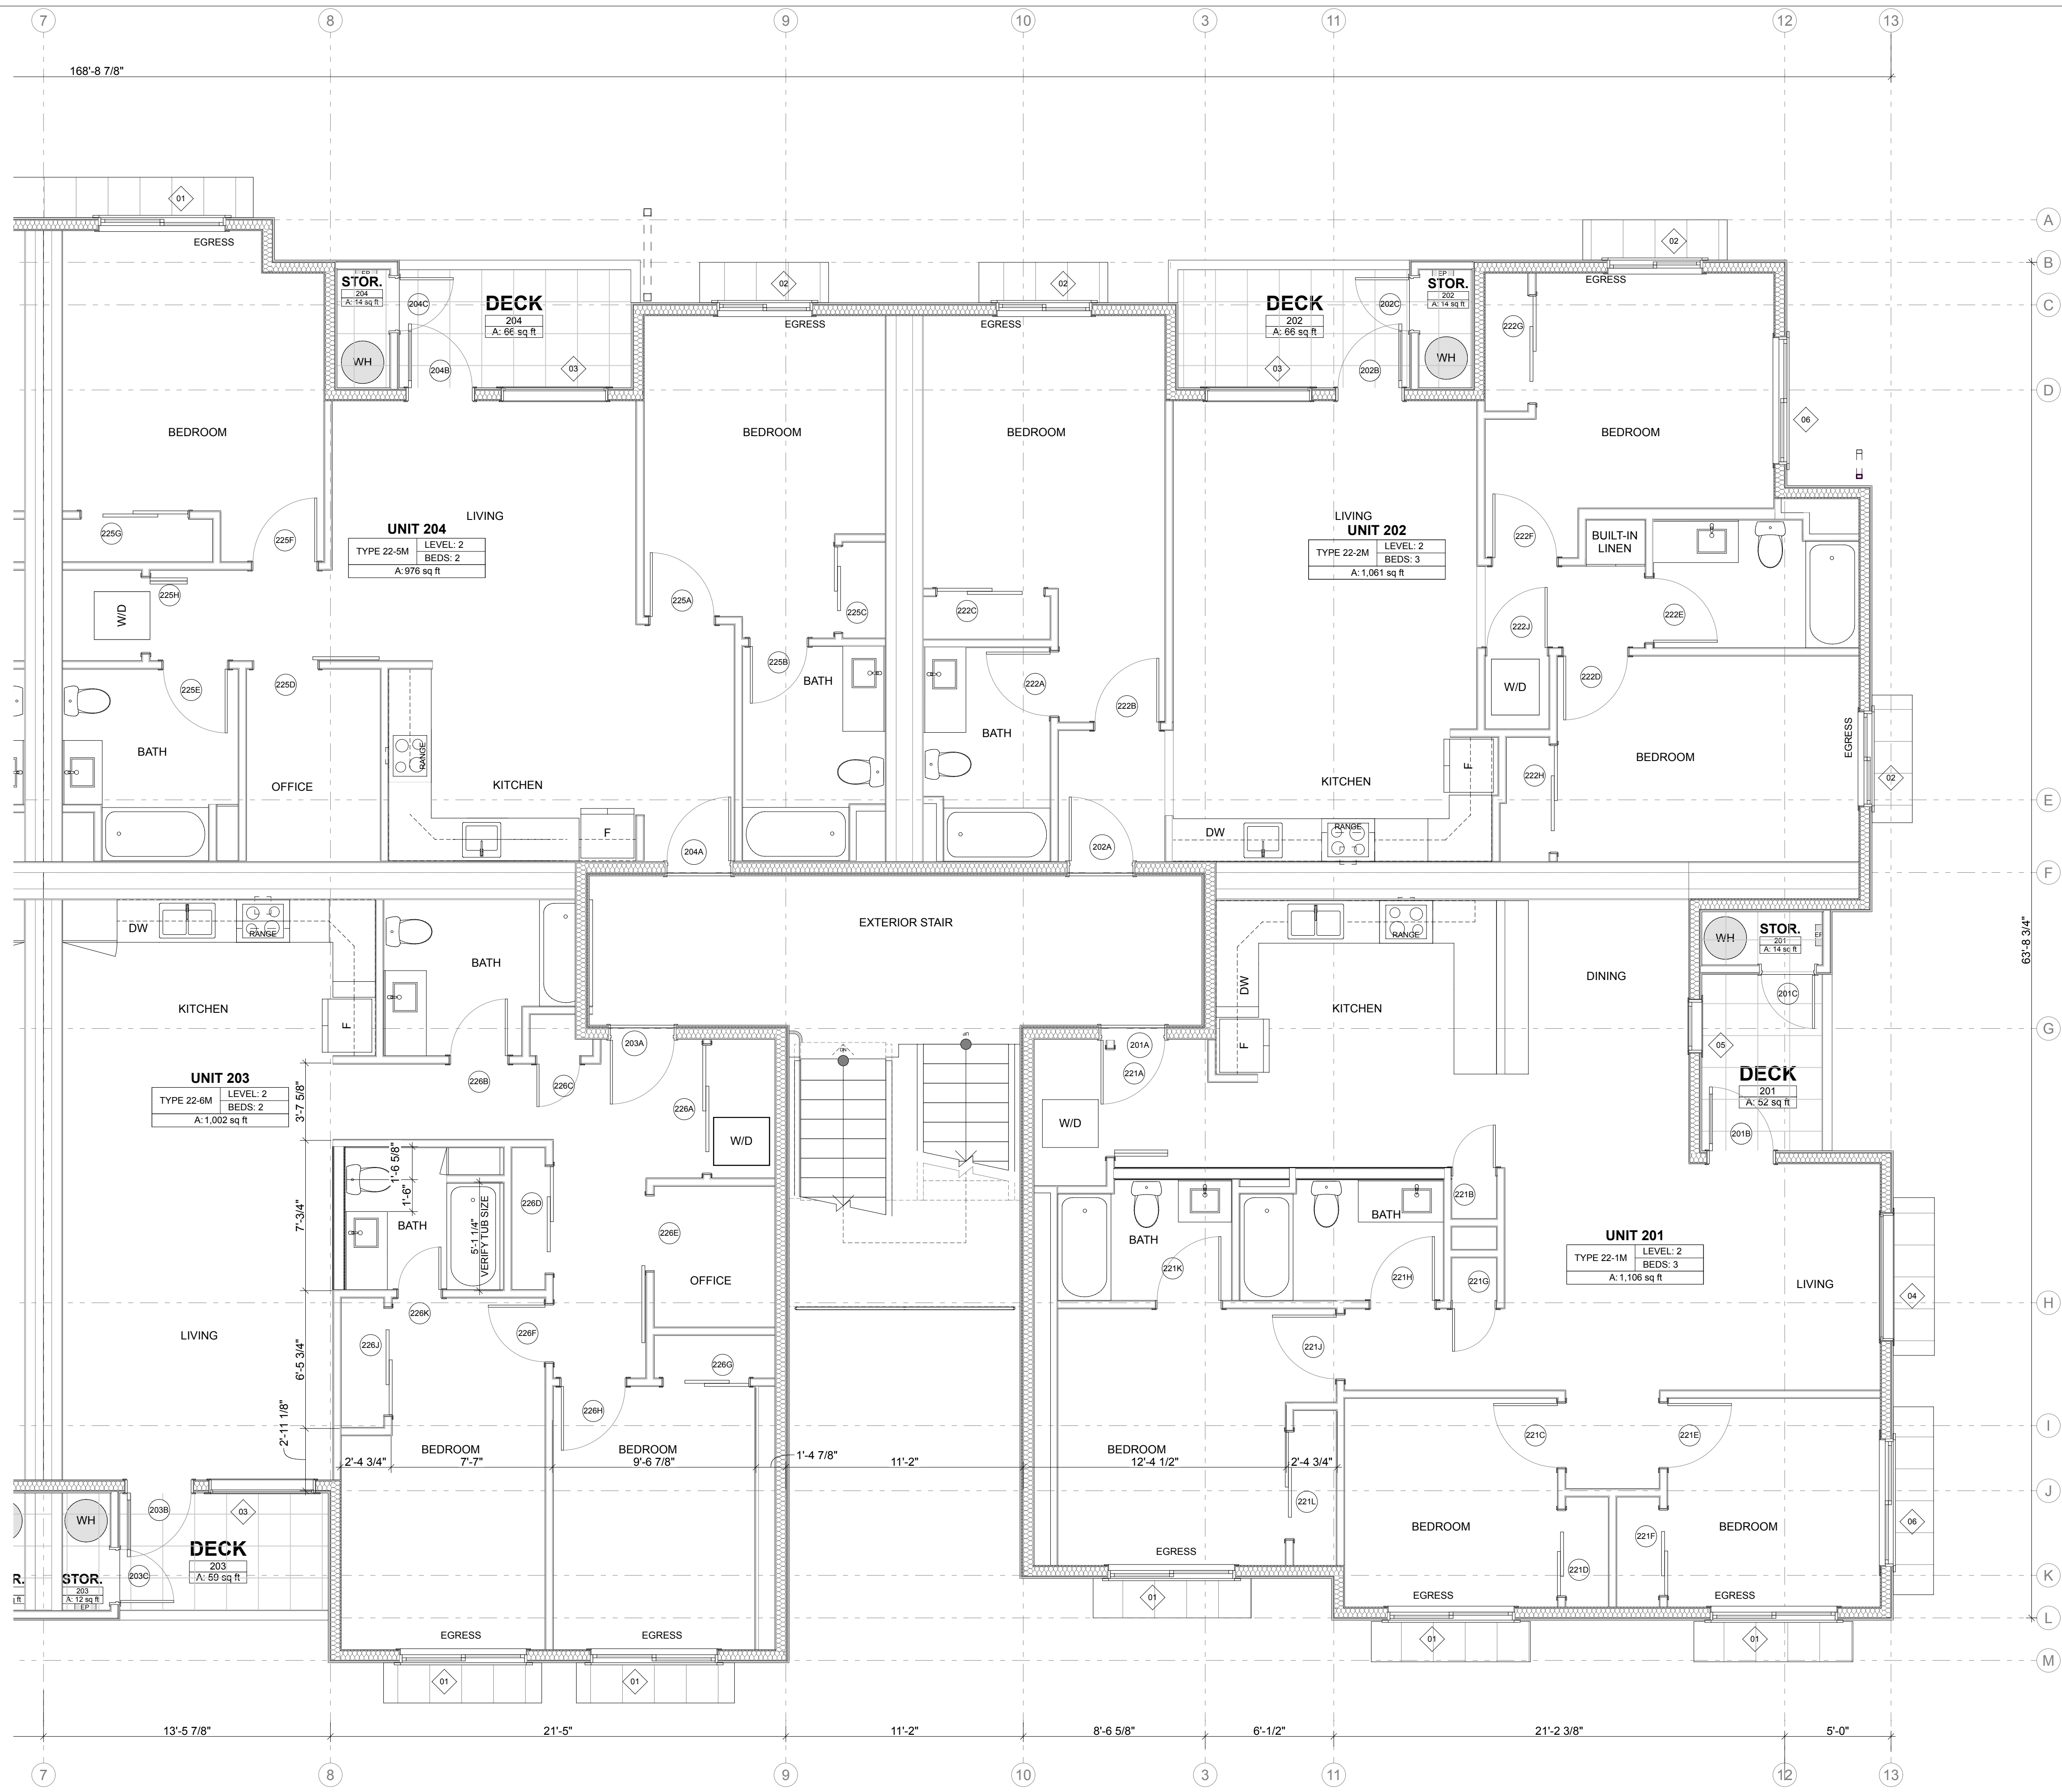 7
8
9
10
3
11
12
13
168'-8 7/8"
01
A
EGRESS
02
B
STOR.
204
A: 14 sq ft
EP
204C
DECK
204
A: 66 sq ft
02
EGRESS
02
EGRESS
DECK
202
A: 66 sq ft
202C
EP
STOR.
202
A: 14 sq ft
EGRESS
C
222G
WH
204B
03
03
202B
WH
D
06
BEDROOM
BEDROOM
BEDROOM
BEDROOM
LIVING
UNIT 204
TYPE 22-5M
LEVEL: 2
BEDS: 2
A: 976 sq ft
LIVING
UNIT 202
TYPE 22-2M
LEVEL: 2
BEDS: 3
A: 1,061 sq ft
225G
225F
222F
BUILT-IN
LINEN
225H
W/D
225A
225C
222C
222J
222E
225E
225D
225B
BATH
222A
222B
222D
W/D
BATH
BATH
RANGE
OFFICE
KITCHEN
KITCHEN
F
222H
BEDROOM
EGRESS
02
E
F
DW
RANGE
204A
202A
F
EXTERIOR STAIR
DW
RANGE
BATH
KITCHEN
F
RANGE
DW
KITCHEN
F
DINING
WH
STOR.
201
A: 14 sq ft
EP
63'-8 3/4"
201C
G
203A
201A
05
UNIT 203
TYPE 22-6M
LEVEL: 2
BEDS: 2
A: 1,002 sq ft
3'-7 5/8"
226B
226C
226A
UP
221A
DECK
201
A: 52 sq ft
201B
W/D
W/D
1'-6 5/8"
1'-6"
7'-3/4"
BATH
5'-1 1/4"
VERIFY TUB SIZE
226D
226E
OFFICE
BATH
BATH
221B
UNIT 201
TYPE 22-1M
LEVEL: 2
BEDS: 3
A: 1,106 sq ft
221K
221H
221G
LIVING
04
H
226K
LIVING
226J
226F
226G
221J
6'-5 3/4"
2'-11 1/8"
226H
221C
221E
I
BEDROOM
BEDROOM
BEDROOM
2'-4 3/4"
7'-7"
9'-6 7/8"
1'-4 7/8"
11'-2"
12'-4 1/2"
2'-4 3/4"
J
WH
203B
03
221L
06
DECK
203
A: 59 sq ft
BEDROOM
221F
BEDROOM
EGRESS
R.
STOR.
203
A: 12 sq ft
EP
203C
221D
K
01
EGRESS
EGRESS
L
EGRESS
EGRESS
01
01
M
01
01
13'-5 7/8"
21'-5"
11'-2"
8'-6 5/8"
6'-1/2"
21'-2 3/8"
5'-0"
7
8
9
10
3
11
12
13